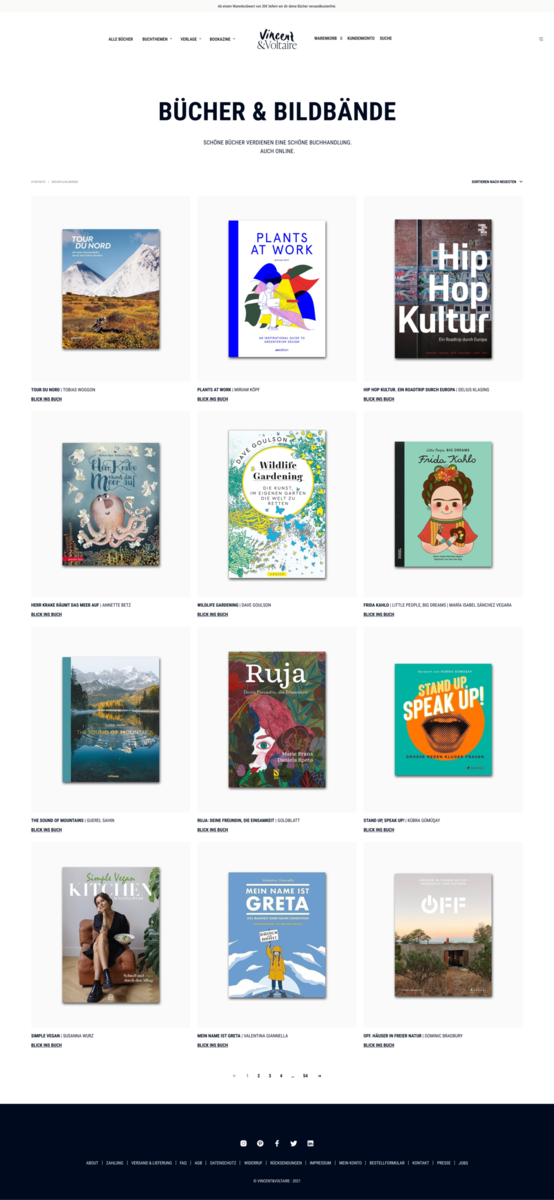 Ab einem Warenkorbwert von 20€ liefern wir dir deine Bücher versandkostenfrei.
ALLE BÜCHER BUCHTHEMEN VERLAGE BOOKAZINE
Vincent
&Voltaire
WARENKORB 0 KUNDENKONTO SUCHE
BÜCHER & BILDBÄNDE
SCHÖNE BÜCHER VERDIENEN EINE SCHÖNE BUCHHANDLUNG.
AUCH ONLINE.
SORTIEREN NACH NEUESTEN
TOUR
DU NORD
PLANTS
AT WORK
AN INSPIRATIONAL GUIDE TO
GREENTERIOR DESIGN
Hip
Hop
Kultur
Ein Roadtrip durch Europa
TOUR DU NORD | TOBIAS WOGGON
BLICK INS BUCH
PLANTS AT WORK | MIRIAM KÖPF
BLICK INS BUCH
HIP HOP KULTUR. EIN ROADTRIP DURCH EUROPA | DELIUS KLASING
BLICK INS BUCH
Herr Krake
räumt das
Meer auf
DAVE GOULSON
Wildlife
Gardening
DIE KUNST,
IM EIGENEN GARTEN
DIE WELT ZU
RETTEN
Little People, BIG DREAMS
Frida Kahlo
HERR KRAKE RÄUMT DAS MEER AUF | ANNETTE BETZ
BLICK INS BUCH
WILDLIFE GARDENING | DAVE GOULSON
BLICK INS BUCH
FRIDA KAHLO | LITTLE PEOPLE, BIG DREAMS | MARÍA ISABEL SÁNCHEZ VEGARA
BLICK INS BUCH
THE SOUND OF MOUNTAINS
Ruja
Deine Freundin, die Einsamkeit
STAND UP,
SPEAK UP!
THE SOUND OF MOUNTAINS | GUEREL SAHIN
BLICK INS BUCH
RUJA: DEINE FREUNDIN, DIE EINSAMKEIT | GOLDBLATT
BLICK INS BUCH
STAND UP, SPEAK UP! | KÜBRA GÜMÜŞAY
BLICK INS BUCH
Simple Vegan
KITCHEN
Schnell und
durch den Alltag
MEIN NAME IST
GRETA
OFF
SIMPLE VEGAN | SUSANNA WURZ
BLICK INS BUCH
MEIN NAME IST GRETA | VALENTINA GIANNELLA
BLICK INS BUCH
OFF. HÄUSER IN FREIER NATUR | DOMINIC BRADBURY
BLICK INS BUCH
← 1 2 3 4 … 54 →
ABOUT | ZAHLUNG | VERSAND & LIEFERUNG | FAQ | AGB | DATENSCHUTZ | WIDERRUF | RÜCKSENDUNGEN | IMPRESSUM | MEIN KONTO | BESTELLFORMULAR | KONTAKT | PRESSE | JOBS
© VINCENT&VOLTAIRE - 2021